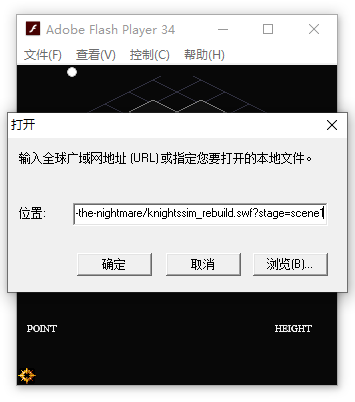 Adobe Flash Player 34
文件(F) 查看(V) 控制(C) 帮助(H)
打开
输入全球广域网地址 (URL) 或指定您要打开的本地文件。
位置: -the-nightmare/knightssim_rebuild.swf?stage=scene1
确定 取消 浏览(B)...
POINT HEIGHT